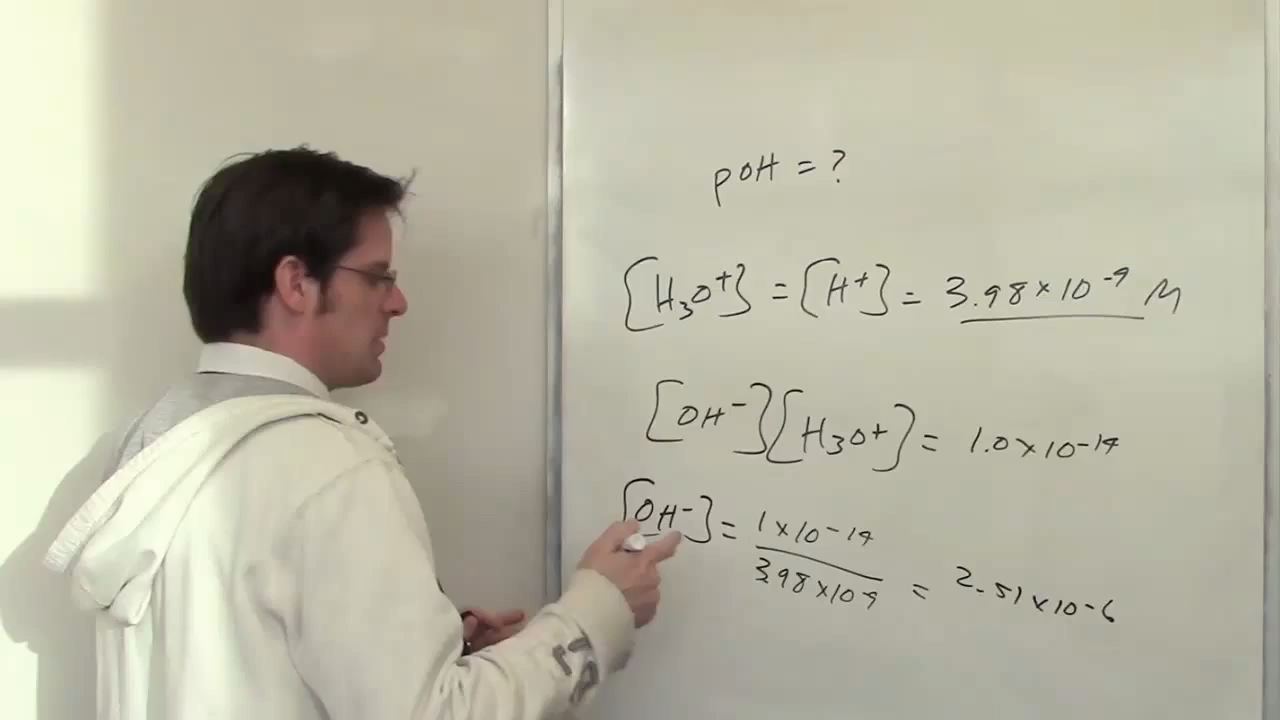 pOH = ?
[H₃O⁺] = [H⁺] = 3.98 × 10⁻⁹ M
[OH⁻][H₃O⁺] = 1.0 × 10⁻¹⁴
[OH⁻] = 1 × 10⁻¹⁴ / 3.98 × 10⁻⁹ = 2.51 × 10⁻⁶